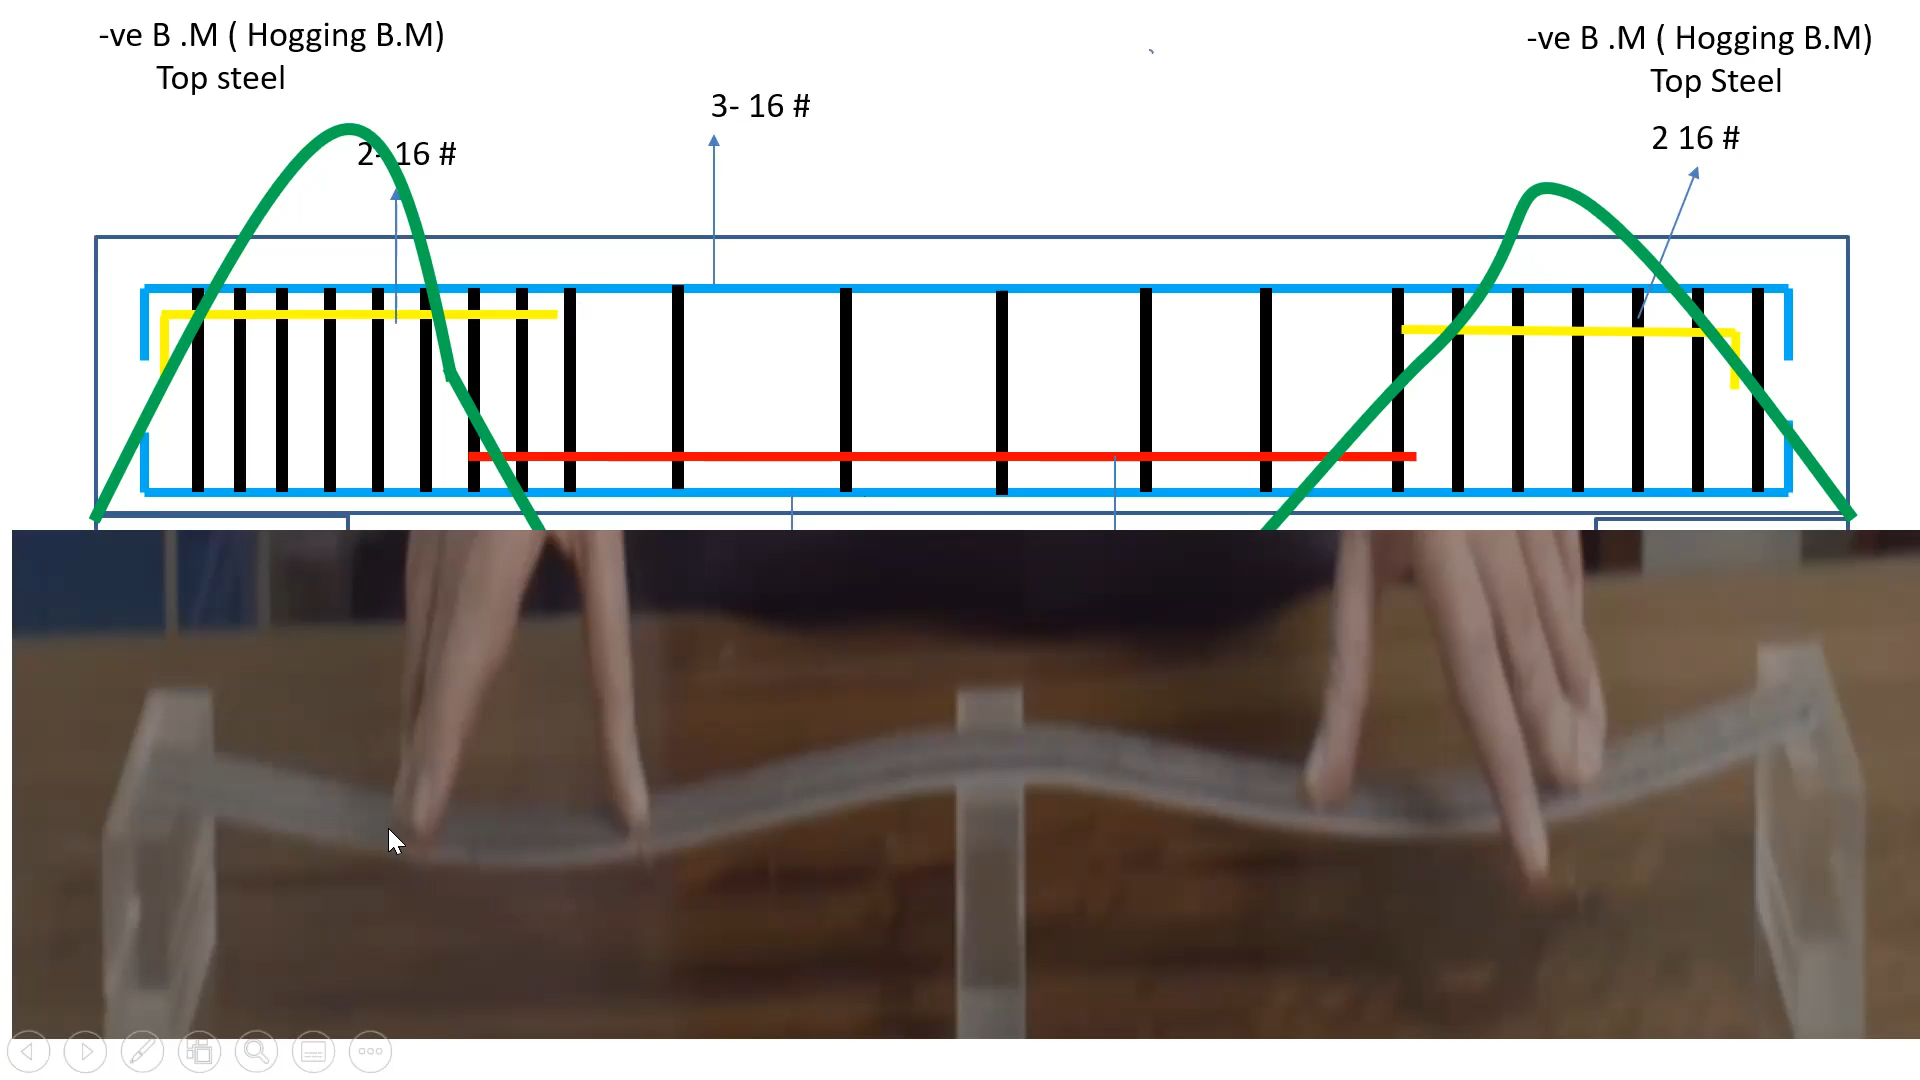 -ve B .M ( Hogging B.M)
Top steel
-ve B .M ( Hogging B.M)
Top Steel
3- 16 #
2- 16 #
2 16 #